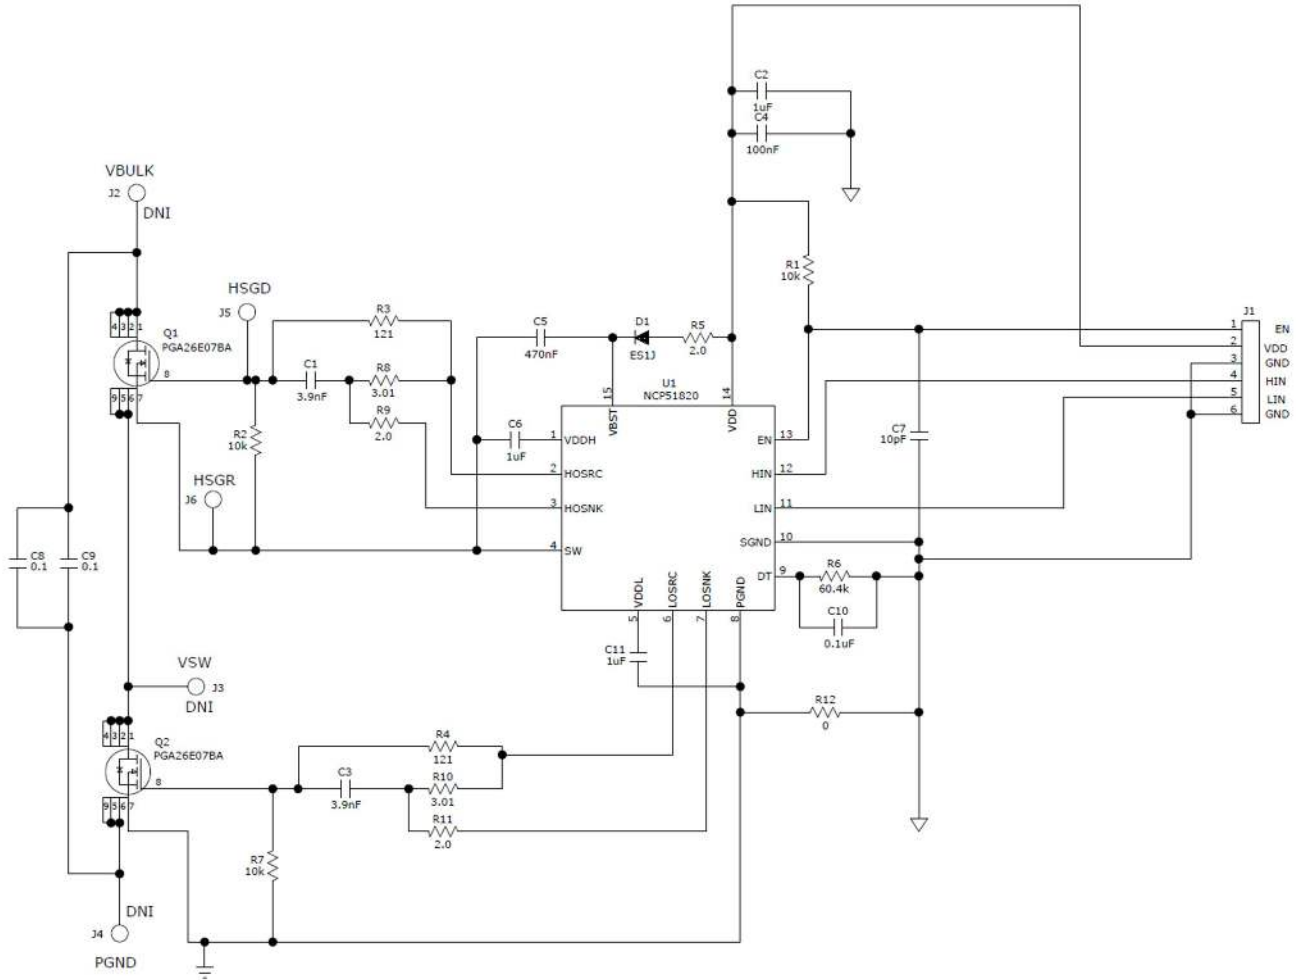 C2
1uF
C4
100nF
VBULK
J2
DNI
R1
10k
HSGD
J5
R3
121
C5
470nF
D1
ES1J
R5
2.0
J1
1
EN
2
VDD
3
GND
4
HIN
5
LIN
6
GND
4 3 2 1
Q1
PGA26E07BA
8
9 5 6 7
C1
3.9nF
R8
3.01
R9
2.0
U1
NCP51820
15
VBST
14
VDD
R2
10k
C6
1uF
1
VDDH
EN
13
C7
10pF
2
HOSRC
HIN
12
HSGR
J6
3
HOSNK
LIN
11
4
SW
SGND
10
C8
0.1
C9
0.1
DT
9
R6
60.4k
C10
0.1uF
VDDL
5
LOSRC
6
LOSNK
7
PGND
8
C11
1uF
VSW
J3
DNI
R12
0
4 3 2 1
Q2
PGA26E07BA
8
9 5 6 7
R4
121
C3
3.9nF
R10
3.01
R11
2.0
R7
10k
DNI
J4
PGND